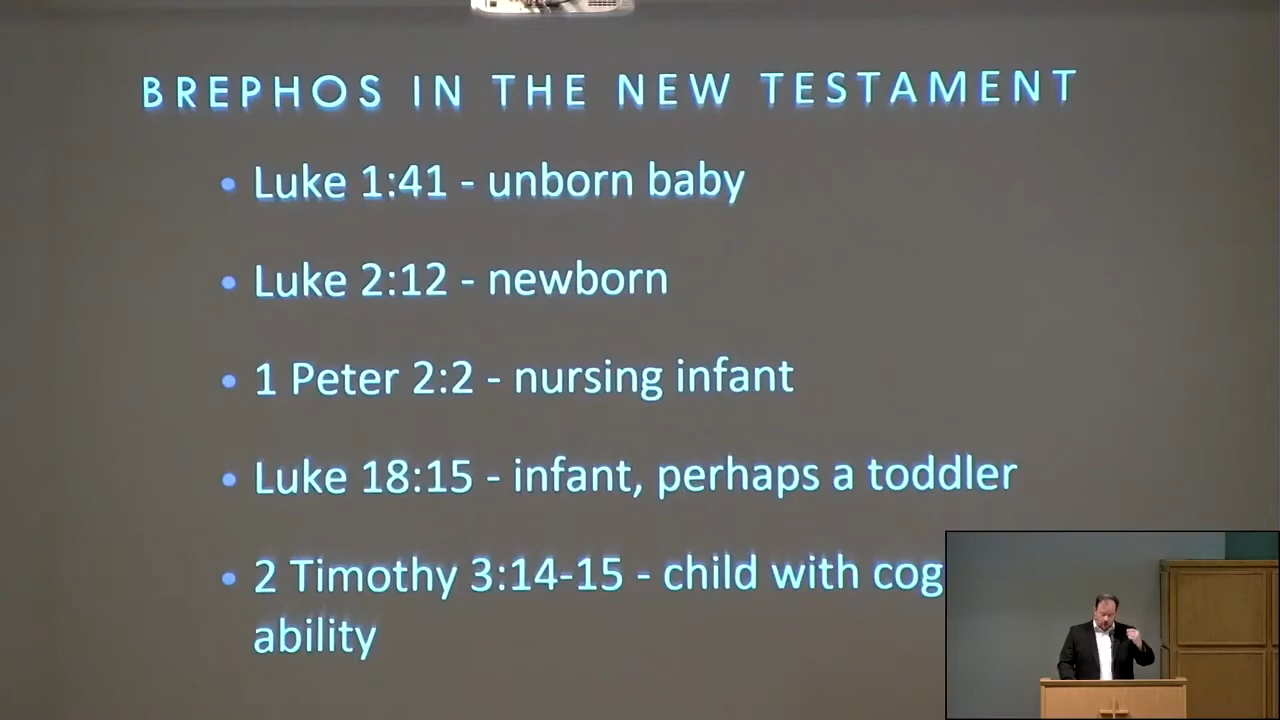 BREPHOS IN THE NEW TESTAMENT
• Luke 1:41 - unborn baby
• Luke 2:12 - newborn
• 1 Peter 2:2 - nursing infant
• Luke 18:15 - infant, perhaps a toddler
• 2 Timothy 3:14-15 - child with
ability